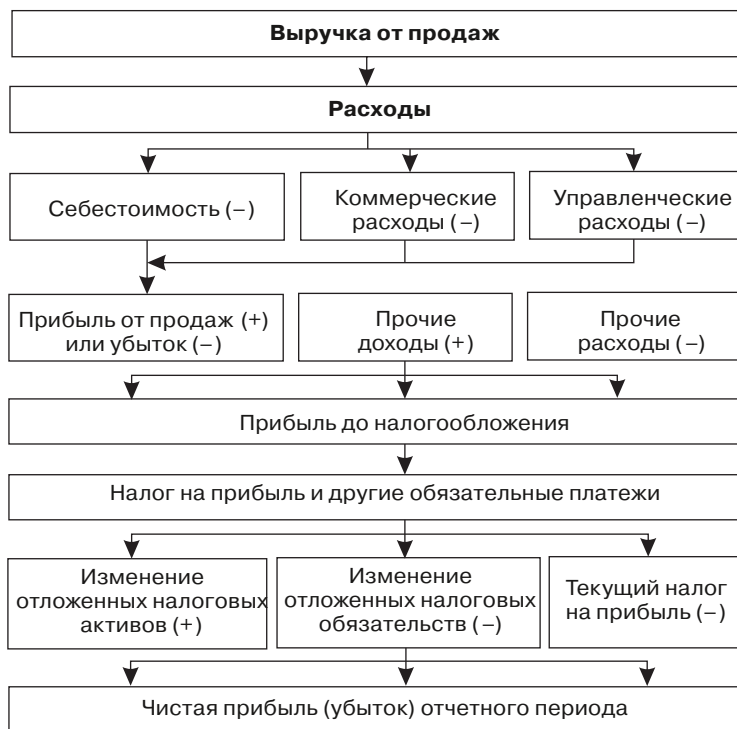 Выручка от продаж
Расходы
Себестоимость (–)
Коммерческие
расходы (–)
Управленческие
расходы (–)
Прибыль от продаж (+)
или убыток (–)
Прочие
доходы (+)
Прочие
расходы (–)
Прибыль до налогообложения
Налог на прибыль и другие обязательные платежи
Изменение
отложенных налоговых
активов (+)
Изменение
отложенных налоговых
обязательств (–)
Текущий налог
на прибыль (–)
Чистая прибыль (убыток) отчетного периода